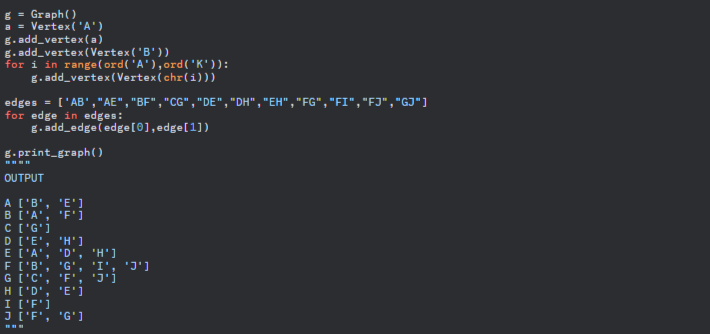 g = Graph()
a = Vertex('A')
g.add_vertex(a)
g.add_vertex(Vertex('B'))
for i in range(ord('A'),ord('K')):
    g.add_vertex(Vertex(chr(i)))

edges = ['AB',"AE","BF","CG","DE","DH","EH","FG","FI","FJ","GJ"]
for edge in edges:
    g.add_edge(edge[0],edge[1])

g.print_graph()
""""
OUTPUT

A ['B', 'E']
B ['A', 'F']
C ['G']
D ['E', 'H']
E ['A', 'D', 'H']
F ['B', 'G', 'I', 'J']
G ['C', 'F', 'J']
H ['D', 'E']
I ['F']
J ['F', 'G']
"""